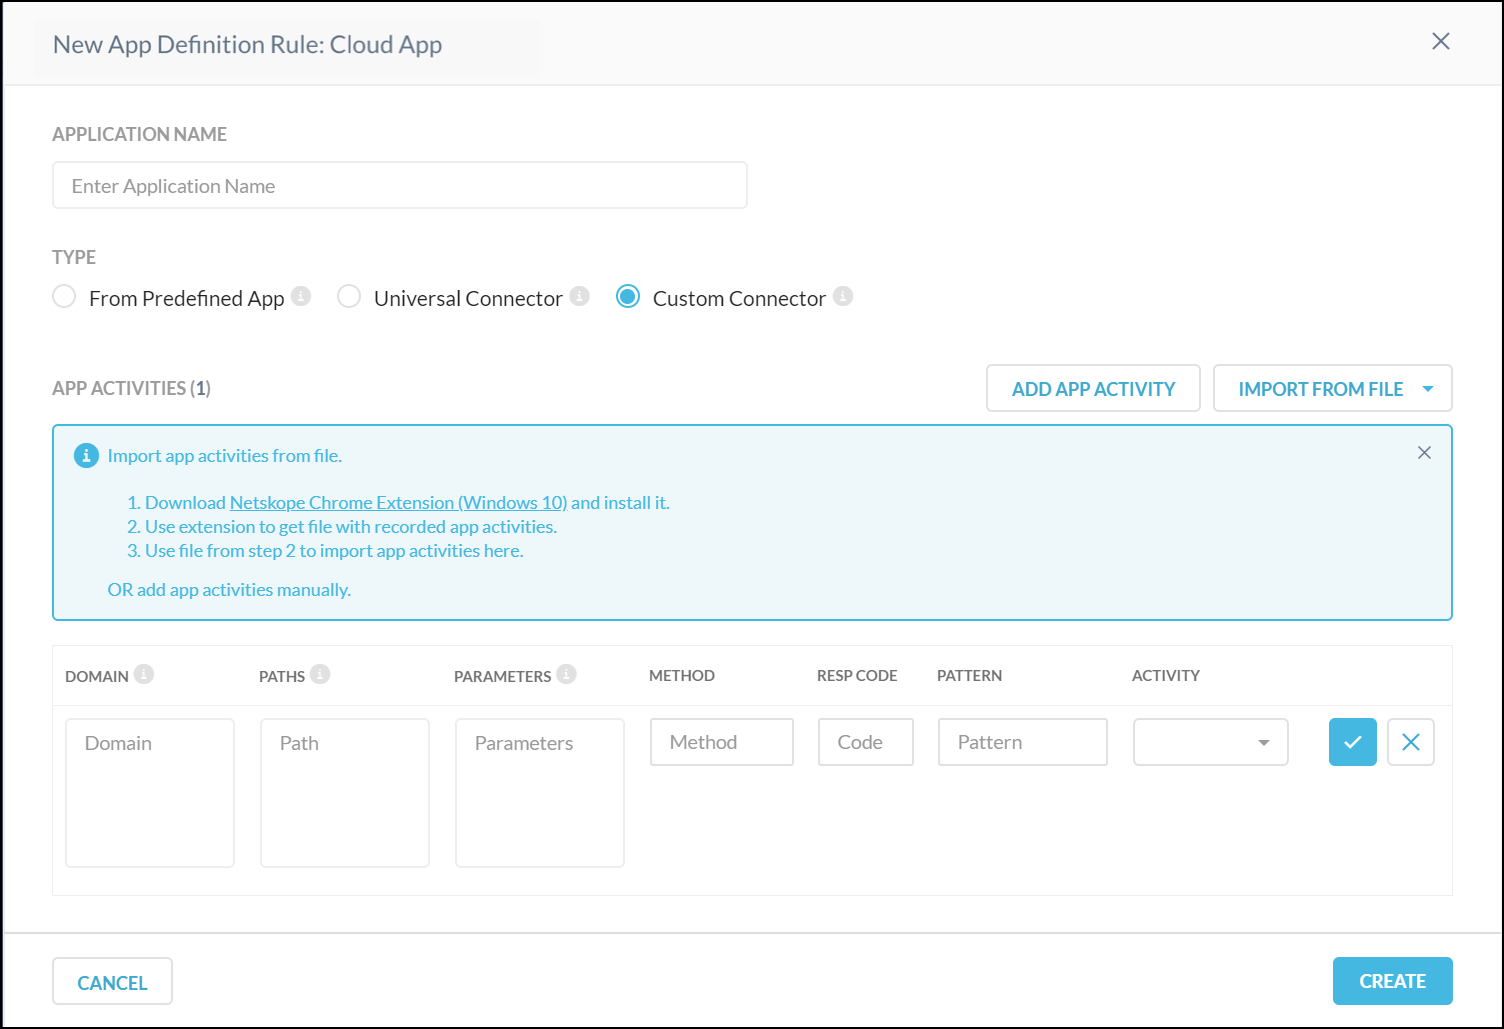 New App Definition Rule: Cloud App
APPLICATION NAME
Enter Application Name
TYPE
From Predefined App
Universal Connector
Custom Connector
APP ACTIVITIES (1)
ADD APP ACTIVITY
IMPORT FROM FILE
Import app activities from file.
1. Download Netskope Chrome Extension (Windows 10) and install it.
2. Use extension to get file with recorded app activities.
3. Use file from step 2 to import app activities here.
OR add app activities manually.
DOMAIN PATHS PARAMETERS METHOD RESP CODE PATTERN ACTIVITY
Domain Path Parameters Method Code Pattern
CANCEL
CREATE